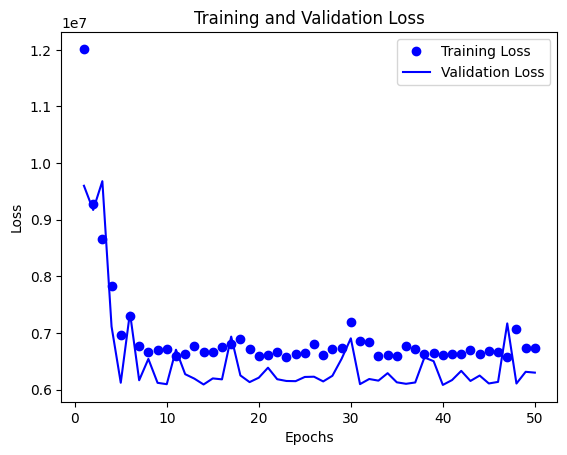 Training and Validation Loss
1e7
Training Loss
Validation Loss
1.2
1.1
1.0
0.9
0.8
0.7
0.6
Loss
0
10
20
30
40
50
Epochs